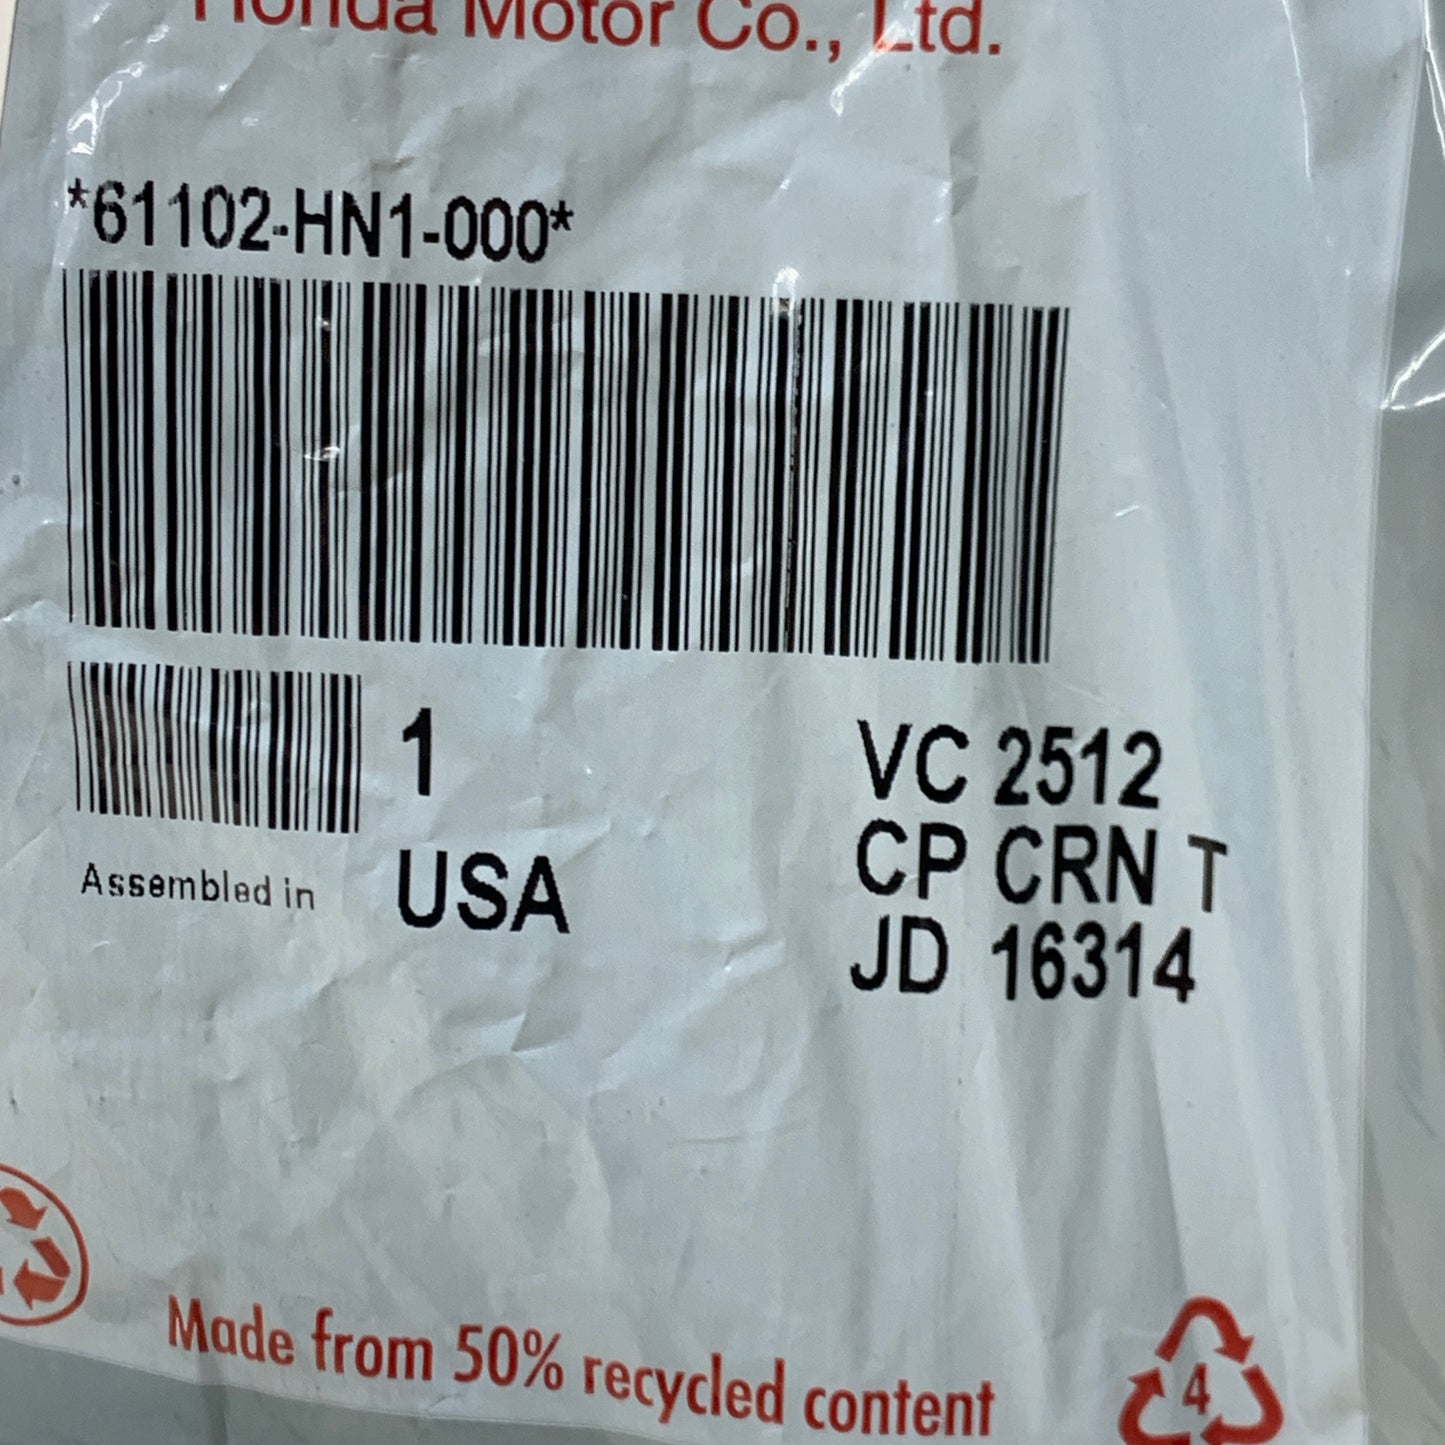 Honda Motor Co., Ltd.
*61102-HN1-000*
1
VC 2512
USA
CP CRN T
Assembled in
JD 16314
Made from 50% recycled content
4